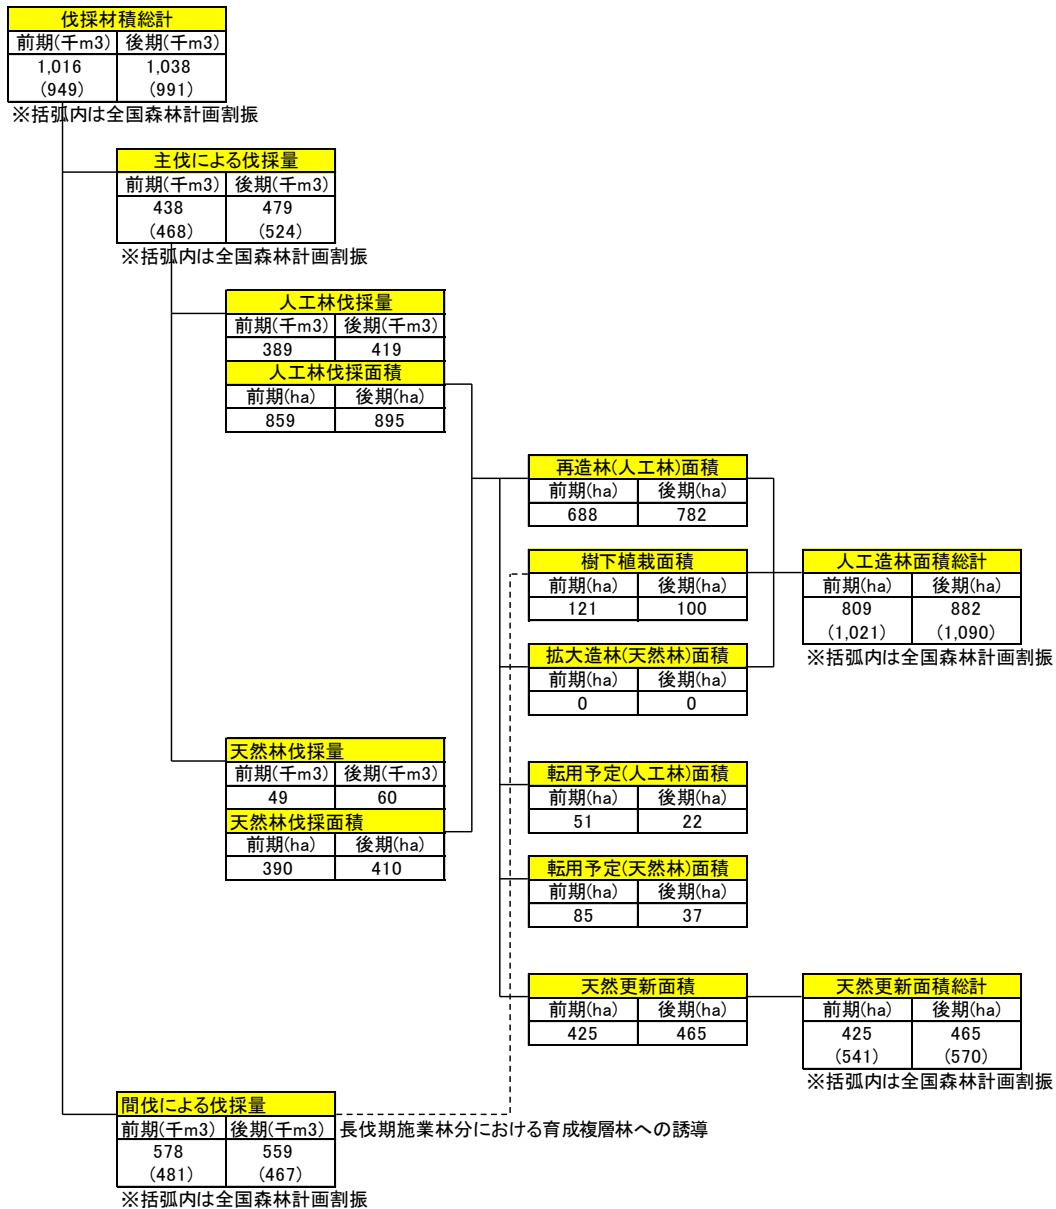 伐採材積総計
前期(千m3) 後期(千m3)
1,016 1,038
(949) (991)
※括弧内は全国森林計画割振
主伐による伐採量
前期(千m3) 後期(千m3)
438 479
(468) (524)
※括弧内は全国森林計画割振
人工林伐採量
前期(千m3) 後期(千m3)
389 419
人工林伐採面積
前期(ha) 後期(ha)
859 895
再造林(人工林)面積
前期(ha) 後期(ha)
688 782
樹下植栽面積
前期(ha) 後期(ha)
121 100
人工造林面積総計
前期(ha) 後期(ha)
809 882
(1,021) (1,090)
※括弧内は全国森林計画割振
拡大造林(天然林)面積
前期(ha) 後期(ha)
0 0
天然林伐採量
前期(千m3) 後期(千m3)
49 60
天然林伐採面積
前期(ha) 後期(ha)
390 410
転用予定(人工林)面積
前期(ha) 後期(ha)
51 22
転用予定(天然林)面積
前期(ha) 後期(ha)
85 37
天然更新面積
前期(ha) 後期(ha)
425 465
天然更新面積総計
前期(ha) 後期(ha)
425 465
(541) (570)
※括弧内は全国森林計画割振
間伐による伐採量
前期(千m3) 後期(千m3)
長伐期施業林分における育成複層林への誘導
578 559
(481) (467)
※括弧内は全国森林計画割振